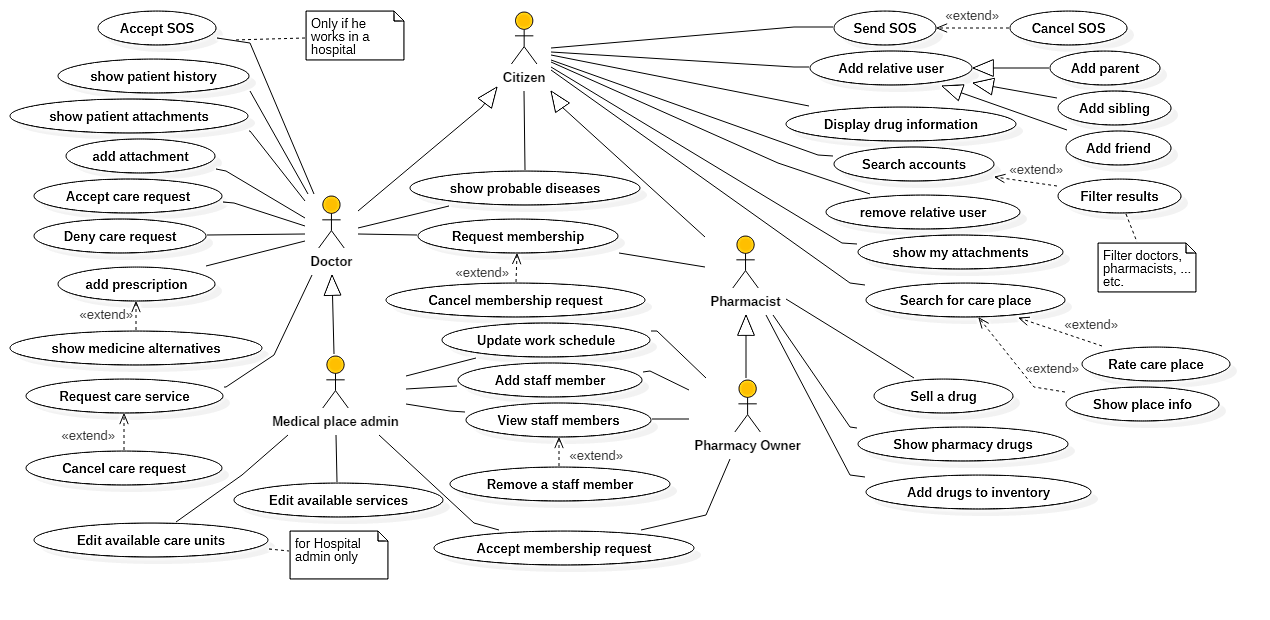 Accept SOS
Only if he
works in a
hospital
Citizen
Send SOS
«extend»
Cancel SOS
show patient history
Add relative user
Add parent
show patient attachments
Display drug information
Add sibling
add attachment
Search accounts
Add friend
«extend»
Accept care request
show probable diseases
remove relative user
Filter results
Deny care request
Doctor
Request membership
show my attachments
Filter doctors,
pharmacists, ...
etc.
add prescription
«extend»
«extend»
Cancel membership request
Pharmacist
Search for care place
«extend»
show medicine alternatives
Update work schedule
Rate care place
«extend»
Request care service
Add staff member
Sell a drug
Show place info
Medical place admin
View staff members
Pharmacy Owner
Show pharmacy drugs
«extend»
«extend»
Cancel care request
Remove a staff member
Add drugs to inventory
Edit available services
Edit available care units
for Hospital
admin only
Accept membership request